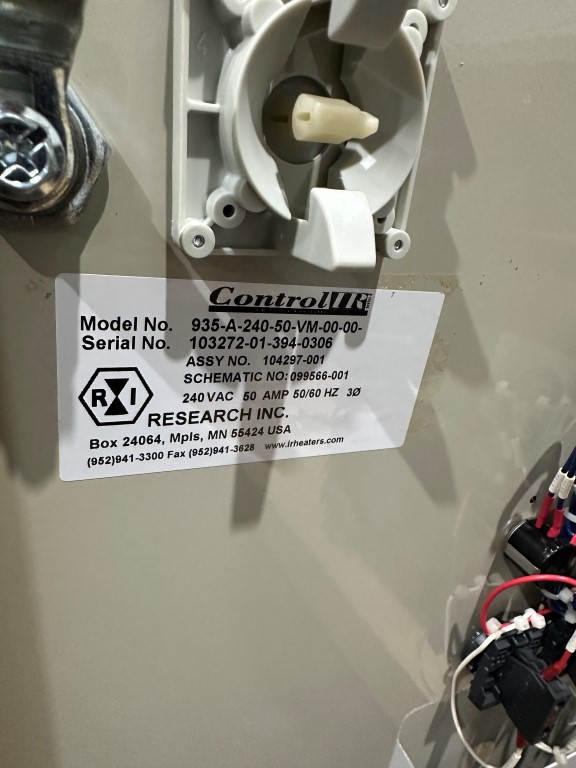 ControlIR
Model No. 935-A-240-50-VM-00-00-
Serial No. 103272-01-394-0306
ASSY NO. 104297-001
SCHEMATIC NO: 099566-001
240 VAC 50 AMP 50/60 HZ 3Ø
R I
RESEARCH INC.
Box 24064, Mpls, MN 55424 USA
(952)941-3300 Fax (952)941-3628 www.irheaters.com